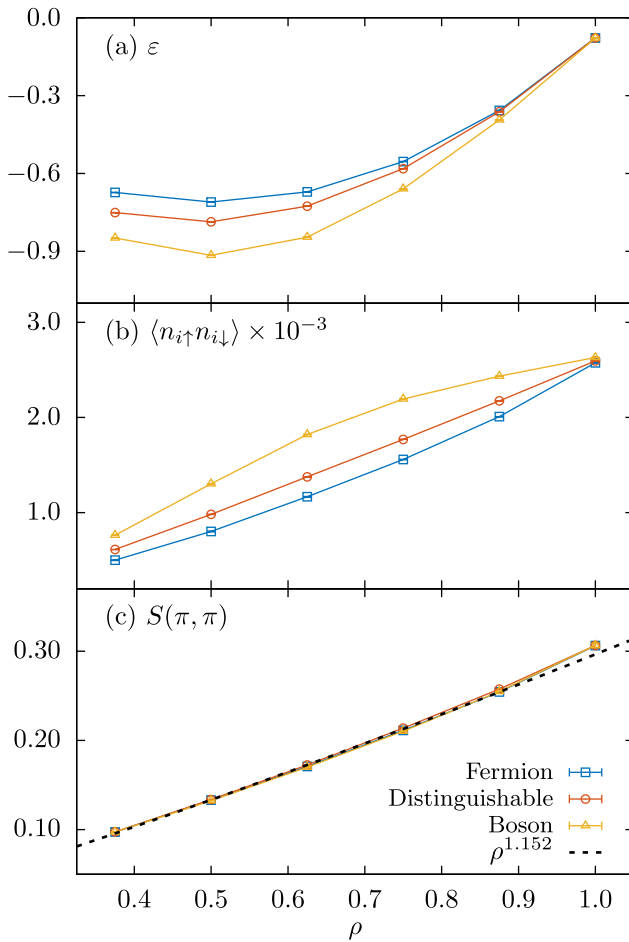 (a) ε
0.0
−0.3
−0.6
−0.9
(b) ⟨n_{i↑}n_{i↓}⟩ × 10^{−3}
3.0
2.0
1.0
(c) S(π, π)
0.30
0.20
0.10
Fermion
Distinguishable
Boson
ρ^{1.152}
0.4 0.5 0.6 0.7 0.8 0.9 1.0
ρ